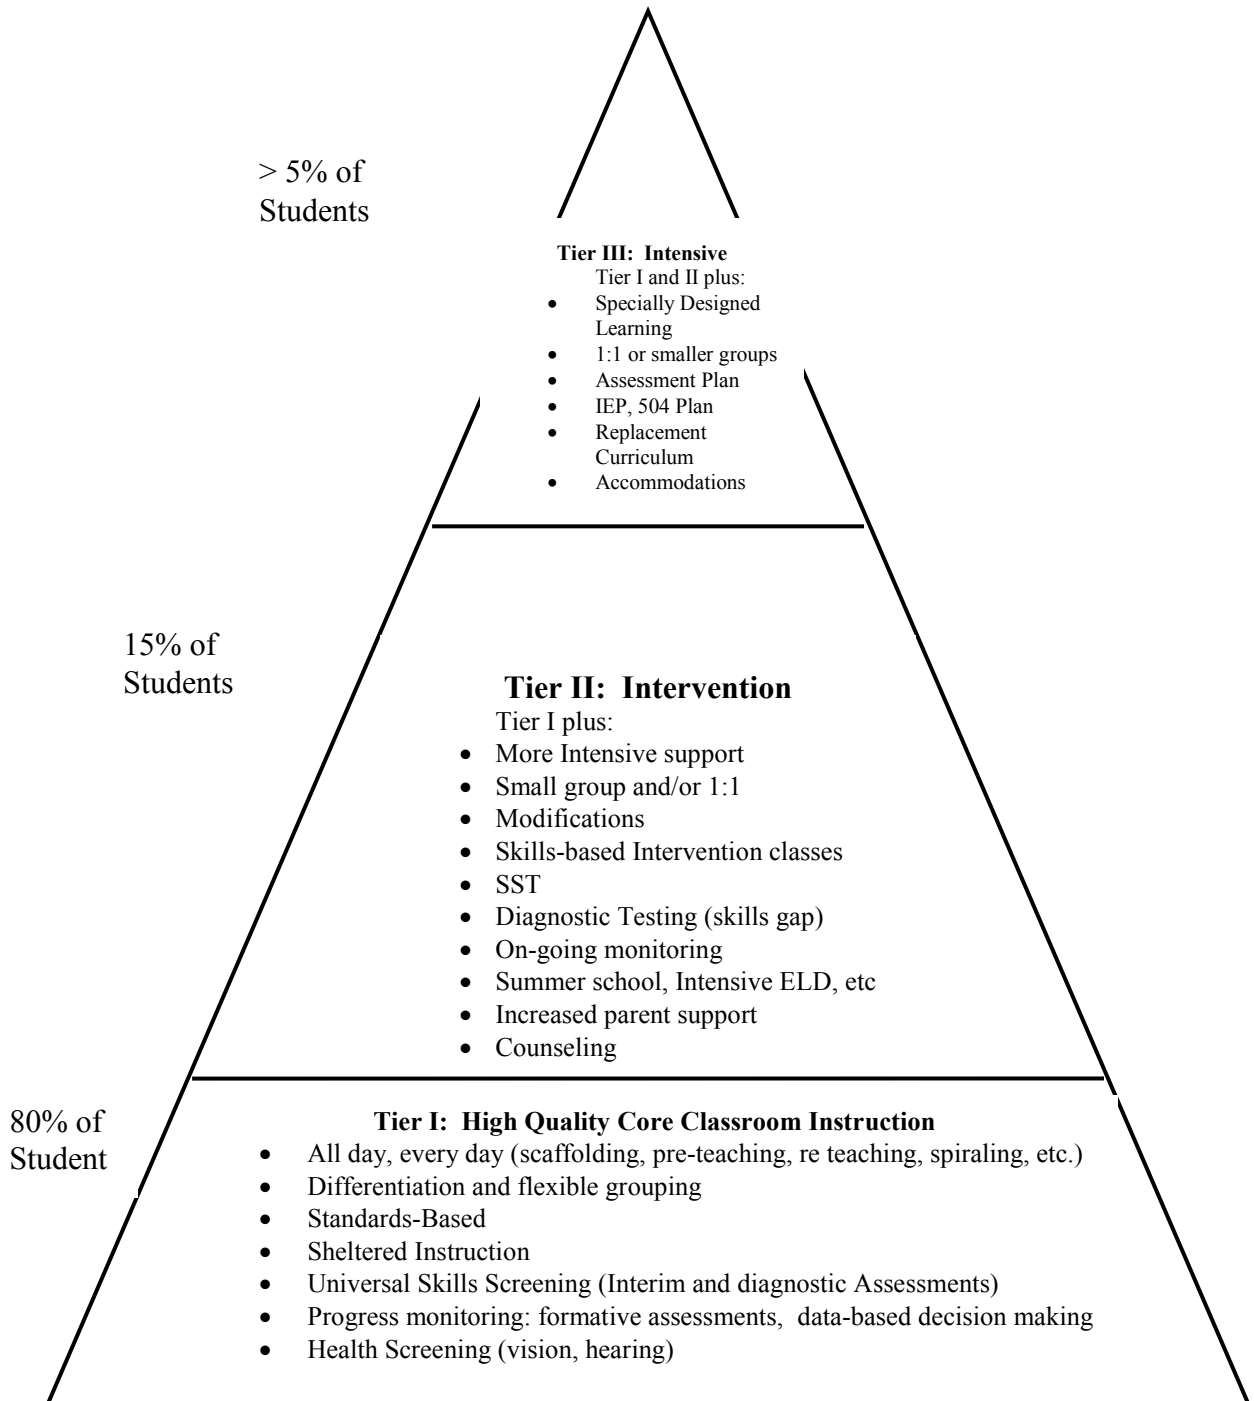 > 5% of
Students
Tier III:  Intensive
Tier I and II plus:
• Specially Designed
Learning
• 1:1 or smaller groups
• Assessment Plan
• IEP, 504 Plan
• Replacement
Curriculum
• Accommodations
15% of
Students
Tier II:  Intervention
Tier I plus:
• More Intensive support
• Small group and/or 1:1
• Modifications
• Skills-based Intervention classes
• SST
• Diagnostic Testing (skills gap)
• On-going monitoring
• Summer school, Intensive ELD, etc
• Increased parent support
• Counseling
80% of
Student
Tier I:  High Quality Core Classroom Instruction
• All day, every day (scaffolding, pre-teaching, re teaching, spiraling, etc.)
• Differentiation and flexible grouping
• Standards-Based
• Sheltered Instruction
• Universal Skills Screening (Interim and diagnostic Assessments)
• Progress monitoring: formative assessments,  data-based decision making
• Health Screening (vision, hearing)